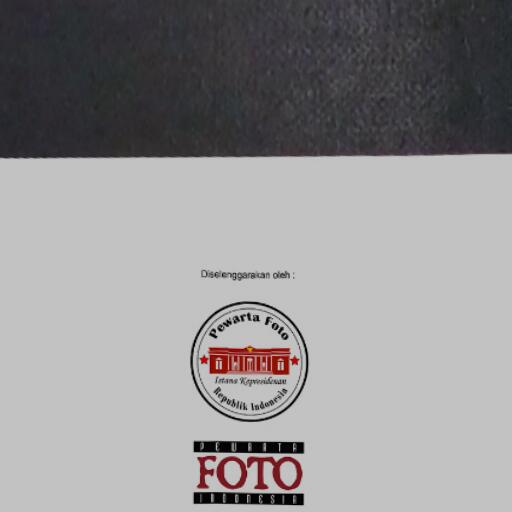 Diselenggarakan oleh :
Pewarta Foto
Istana Kepresidenan
Republik Indonesia
PEWARTA
FOTO
INDONESIA